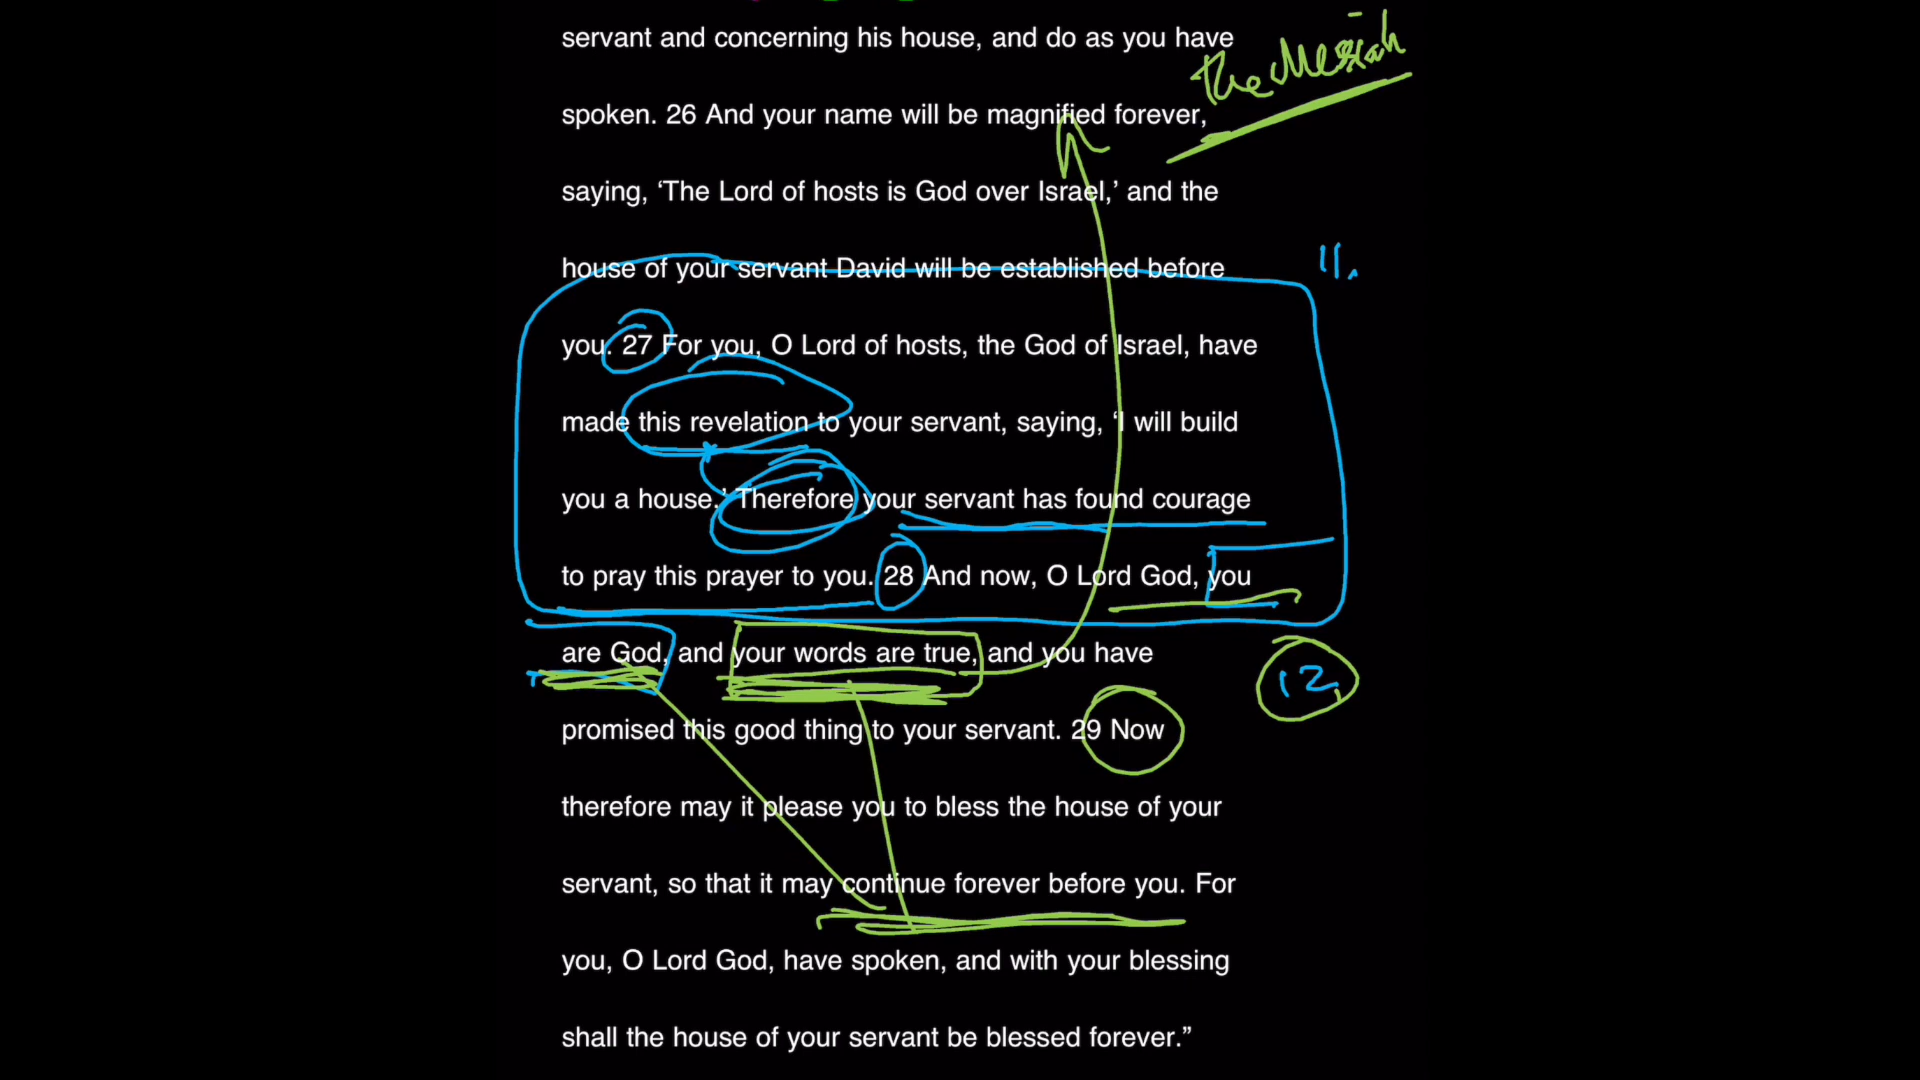 servant and concerning his house, and do as you have
the Messiah
spoken. 26 And your name will be magnified forever,
saying, ‘The Lord of hosts is God over Israel,’ and the
house of your servant David will be established before
11.
you. 27 For you, O Lord of hosts, the God of Israel, have
made this revelation to your servant, saying, ‘I will build
you a house.’ Therefore your servant has found courage
to pray this prayer to you. 28 And now, O Lord God, you
are God, and your words are true, and you have
12,
promised this good thing to your servant. 29 Now
therefore may it please you to bless the house of your
servant, so that it may continue forever before you. For
you, O Lord God, have spoken, and with your blessing
shall the house of your servant be blessed forever.”